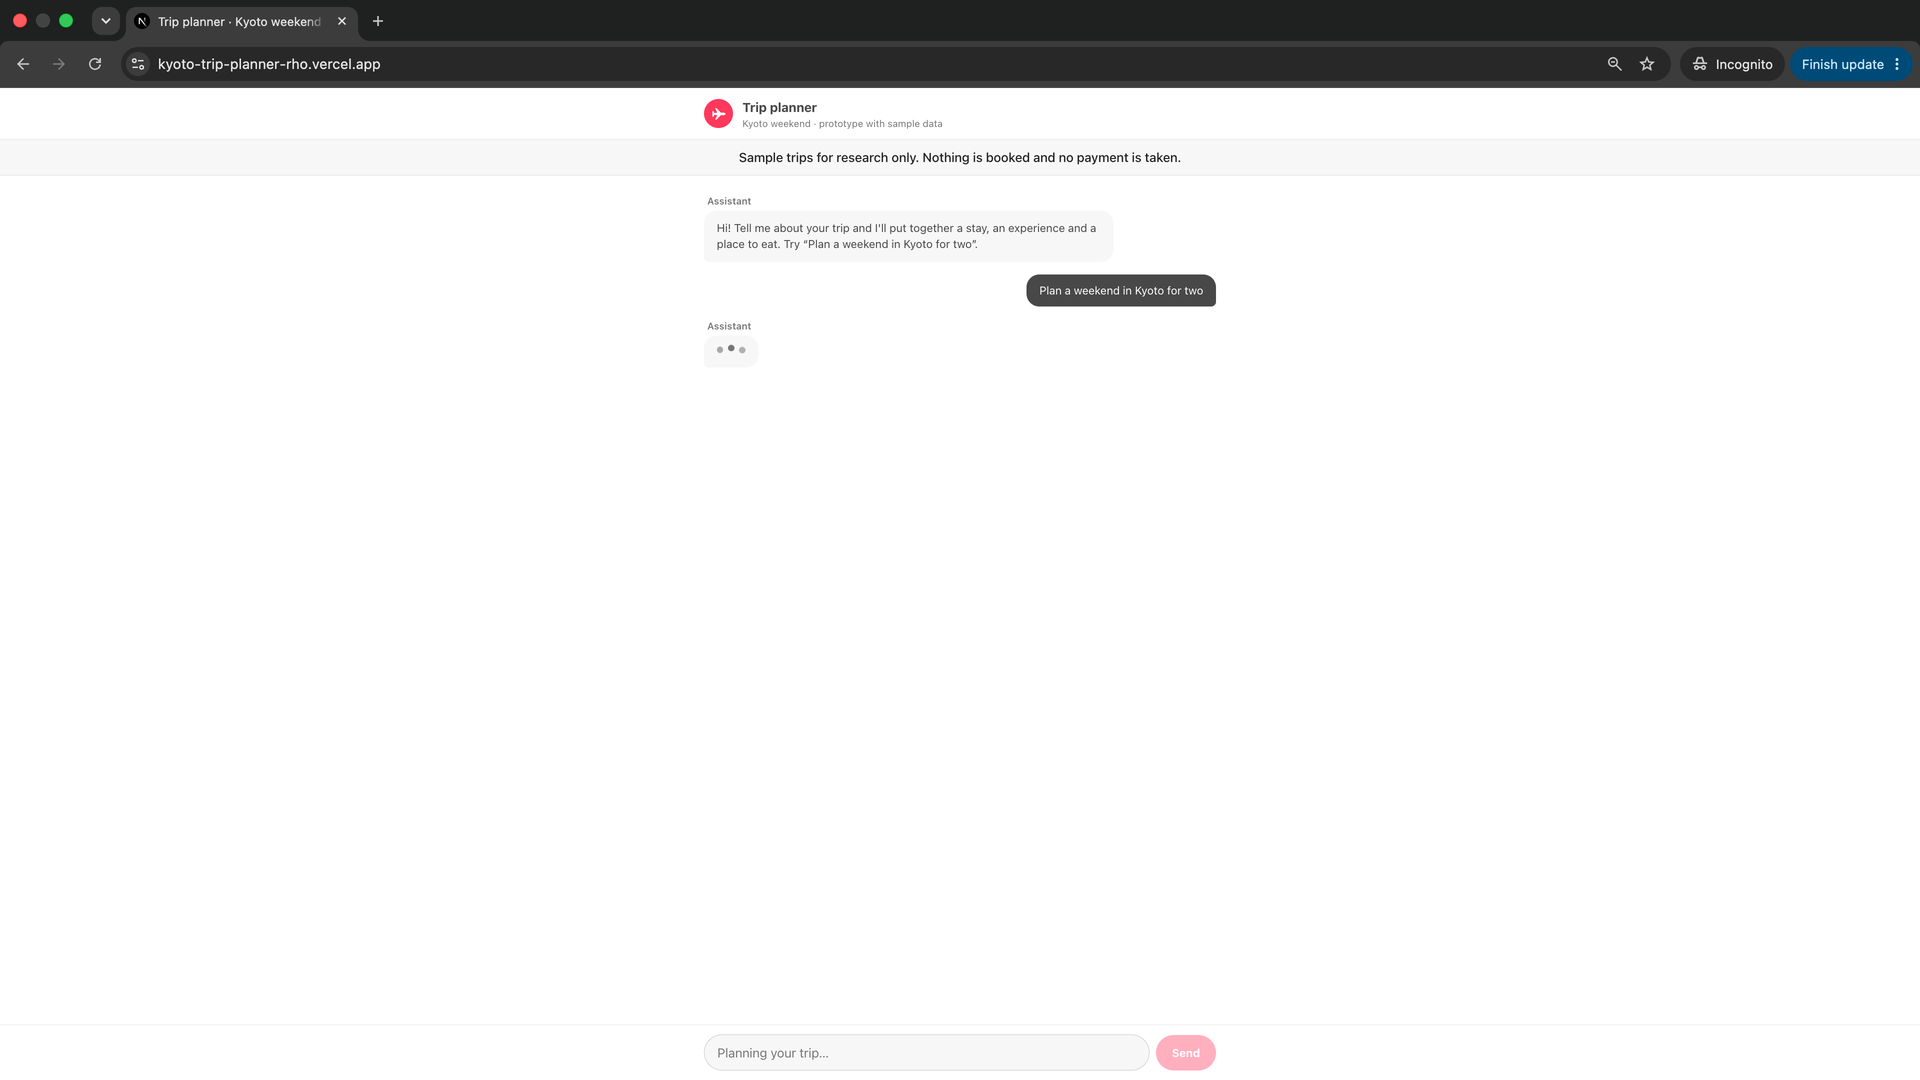 Trip planner · Kyoto weekend
kyoto-trip-planner-rho.vercel.app
Incognito
Finish update
Trip planner
Kyoto weekend · prototype with sample data
Sample trips for research only. Nothing is booked and no payment is taken.
Assistant
Hi! Tell me about your trip and I'll put together a stay, an experience and a
place to eat. Try “Plan a weekend in Kyoto for two”.
Plan a weekend in Kyoto for two
Assistant
Planning your trip...
Send